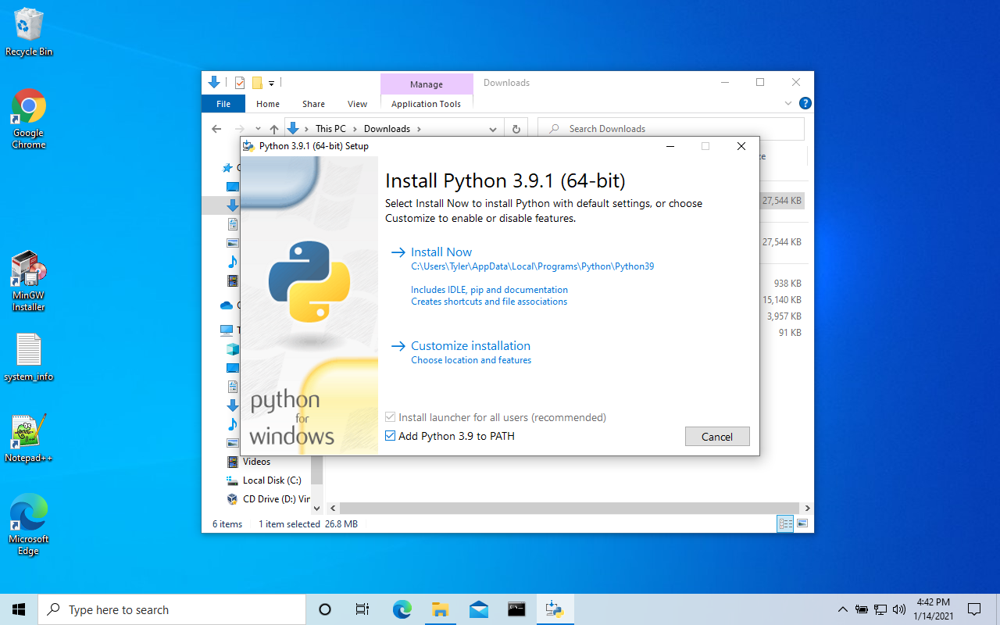 Recycle Bin
Google
Chrome
MinGW
Installer
system_info
Notepad++
Microsoft
Edge
Manage
Downloads
File
Home
Share
View
Application Tools
This PC
Downloads
Search Downloads
27,544 KB
27,544 KB
938 KB
15,140 KB
3,957 KB
91 KB
Python 3.9.1 (64-bit) Setup
Install Python 3.9.1 (64-bit)
Select Install Now to install Python with default settings, or choose
Customize to enable or disable features.
Install Now
C:\Users\Tyler\AppData\Local\Programs\Python\Python39
Includes IDLE, pip and documentation
Creates shortcuts and file associations
Customize installation
Choose location and features
python
for
windows
Install launcher for all users (recommended)
Add Python 3.9 to PATH
Cancel
Videos
Local Disk (C:)
CD Drive (D:) Vir
6 items
1 item selected 26.8 MB
Type here to search
4:42 PM
1/14/2021